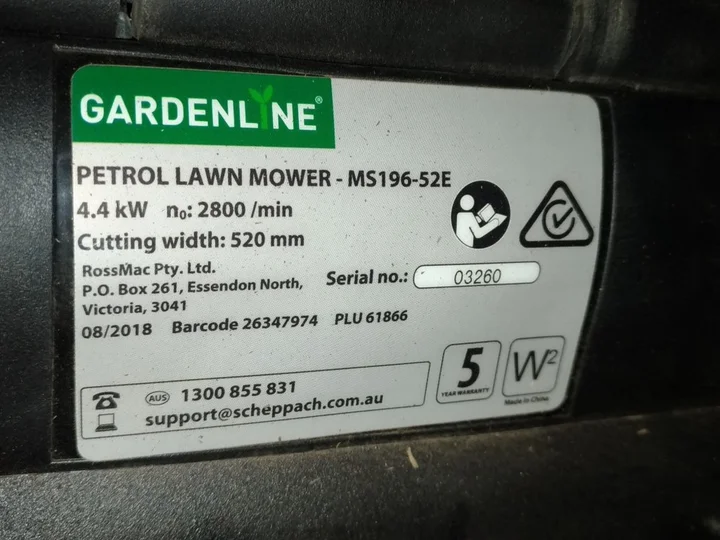 GARDENLINE®
PETROL LAWN MOWER - MS196-52E
4.4 kW n₀: 2800 /min
Cutting width: 520 mm
RossMac Pty. Ltd.
P.O. Box 261, Essendon North,
Victoria, 3041
Serial no.: 03260
08/2018 Barcode 26347974 PLU 61866
AUS 1300 855 831
support@scheppach.com.au
5
YEAR WARRANTY
W²
Made in China